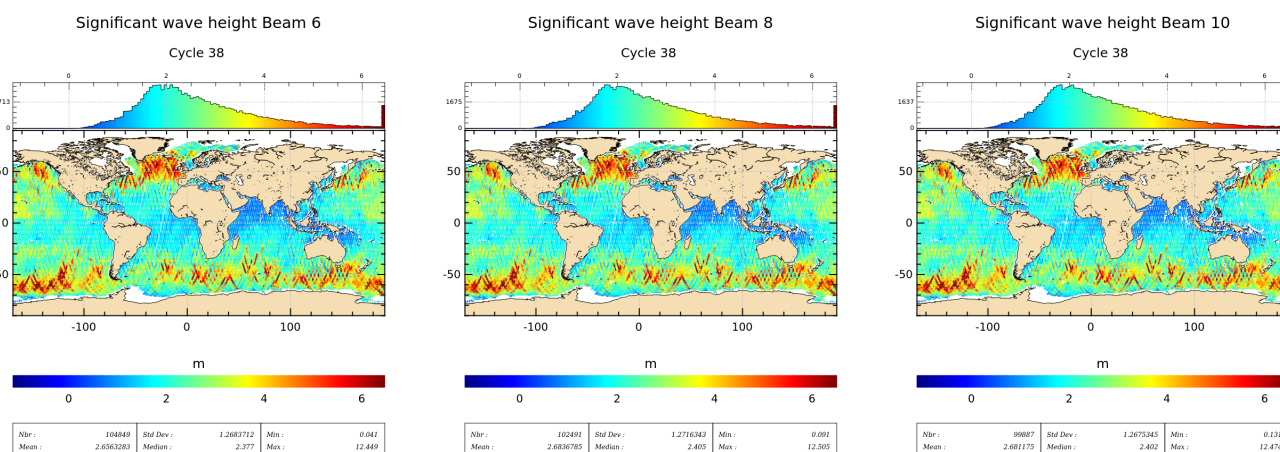 Significant wave height Beam 6
Cycle 38
0 2 4 6
713
0
50
0
-50
-100 0 100
m
0 2 4 6
Nbr : 104849 Std Dev : 1.2683712 Min : 0.041
Mean : 2.6563283 Median : 2.377 Max : 12.449
Significant wave height Beam 8
Cycle 38
0 2 4 6
1675
0
50
0
-50
-100 0 100
m
0 2 4 6
Nbr : 102491 Std Dev : 1.2716343 Min : 0.091
Mean : 2.6836785 Median : 2.405 Max : 12.505
Significant wave height Beam 10
Cycle 38
0 2 4 6
1637
0
50
0
-50
-100 0 100
m
0 2 4 6
Nbr : 99887 Std Dev : 1.2675345 Min : 0.131
Mean : 2.681175 Median : 2.402 Max : 12.474